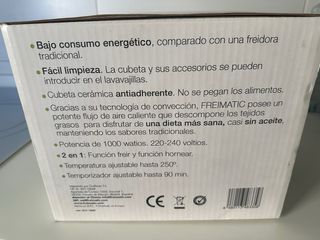 • Bajo consumo energético, comparado con una freidora
tradicional.
• Fácil limpieza. La cubeta y sus accesorios se pueden
introducir en el lavavajillas.
• Cubeta cerámica antiadherente. No se pegan los alimentos.
• Gracias a su tecnología de convección, FREIMATIC posee un
potente flujo de aire caliente que descompone los tejidos
grasos para disfrutar de una dieta más sana, casi sin aceite,
manteniendo los sabores tradicionales.
• Potencia de 1000 watios. 220-240 voltios.
• 2 en 1: Función freir y función hornear.
• Temperatura ajustable hasta 250º.
• Temporizador ajustable hasta 90 min.
CE